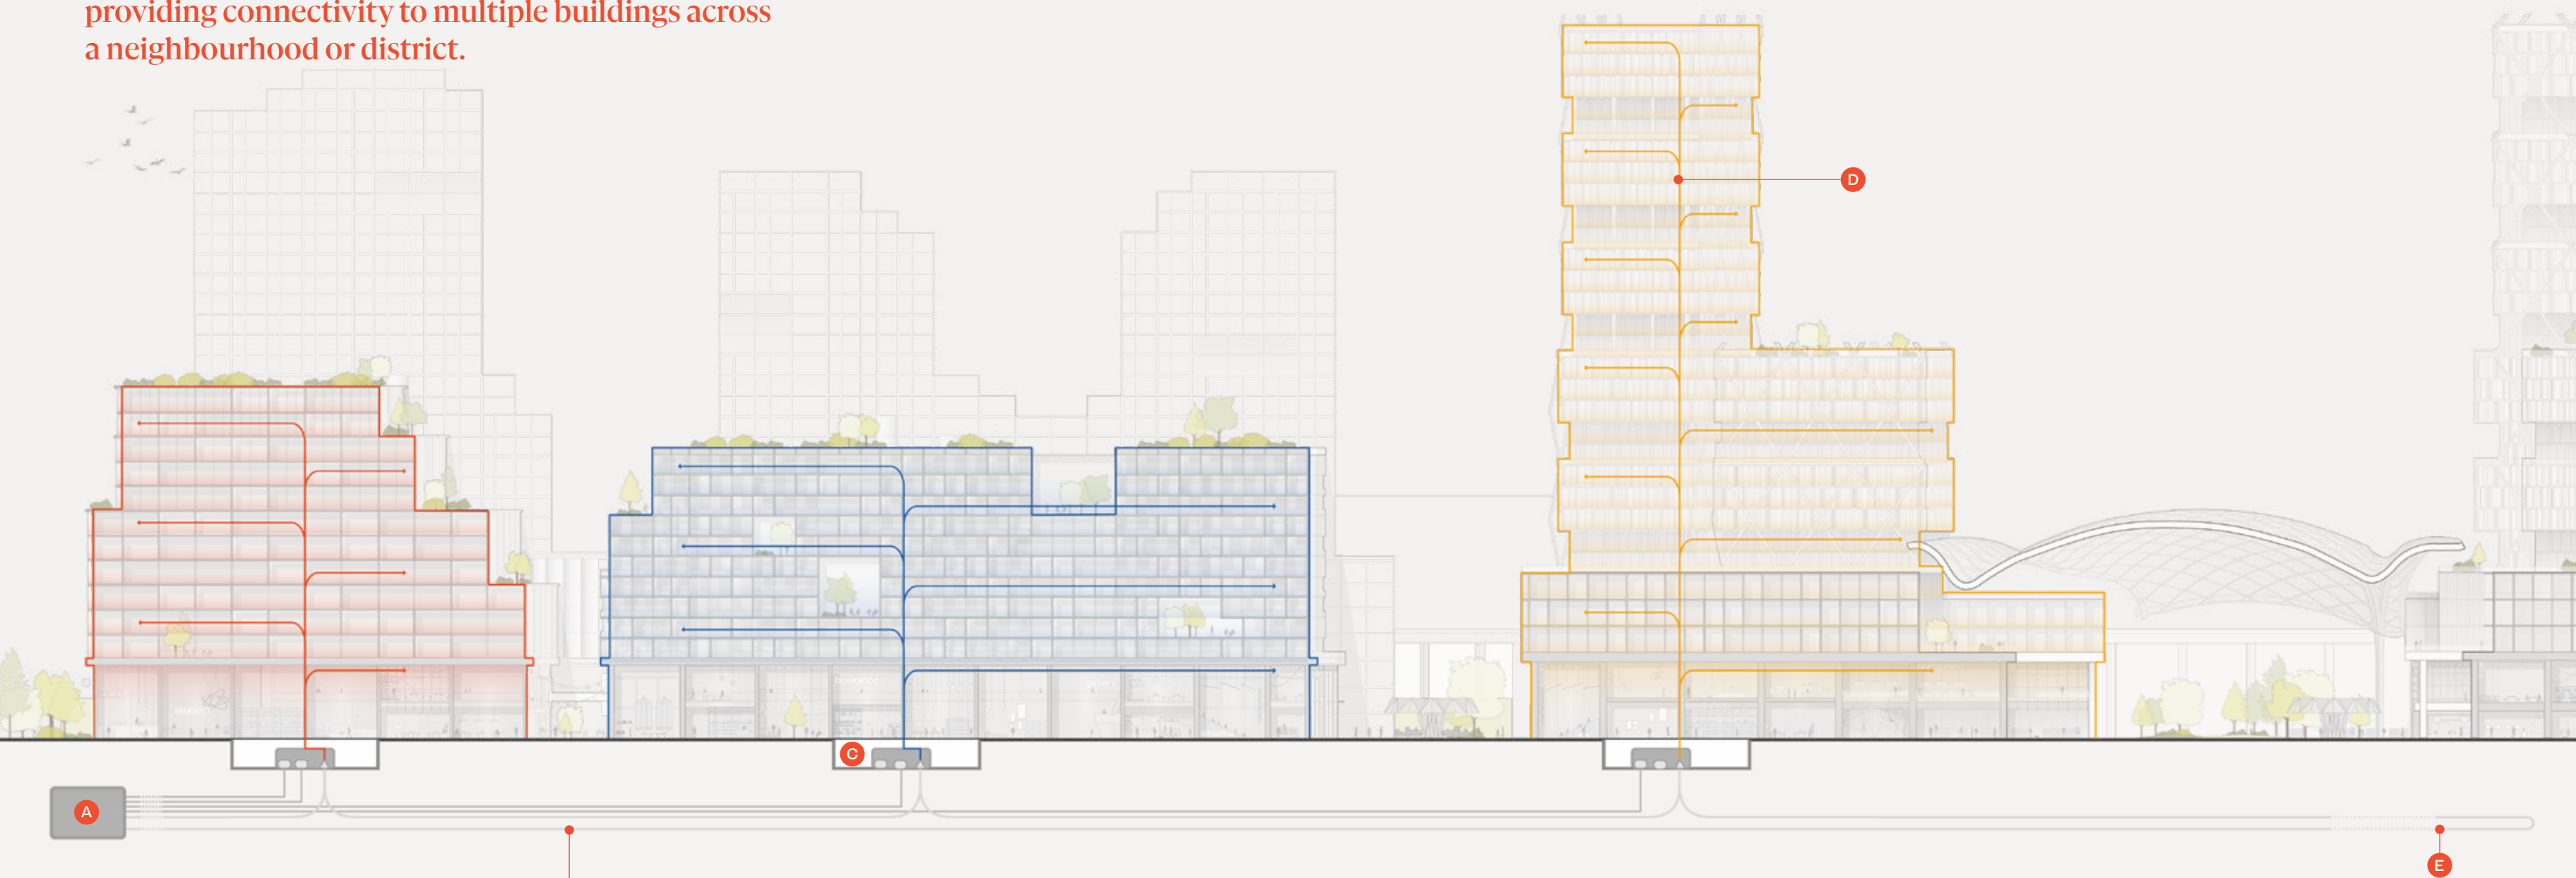 providing connectivity to multiple buildings across
a neighbourhood or district.
D
C
A
E